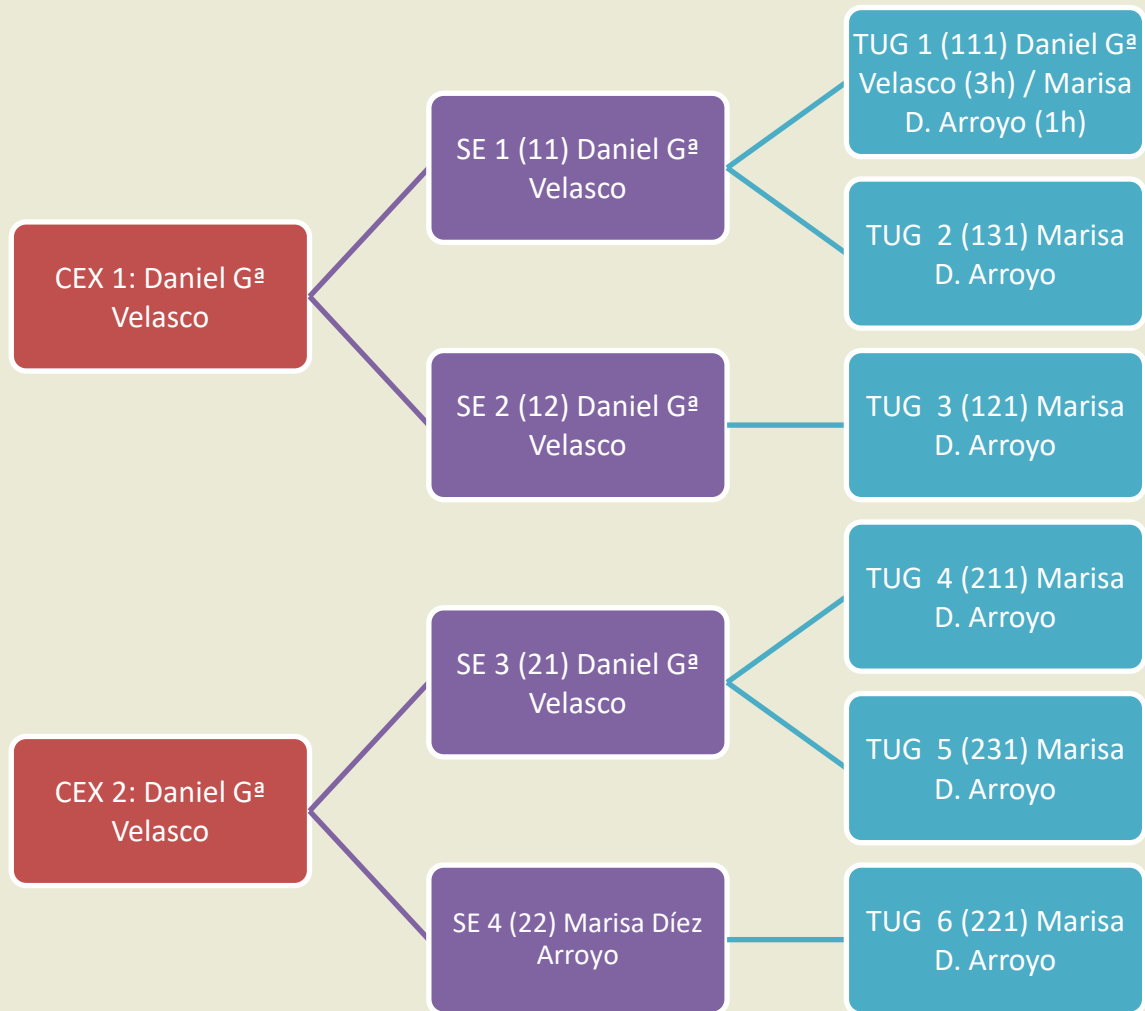 CEX 1: Daniel Gª
Velasco
SE 1 (11) Daniel Gª
Velasco
TUG 1 (111) Daniel Gª
Velasco (3h) / Marisa
D. Arroyo (1h)
TUG 2 (131) Marisa
D. Arroyo
SE 2 (12) Daniel Gª
Velasco
TUG 3 (121) Marisa
D. Arroyo
CEX 2: Daniel Gª
Velasco
SE 3 (21) Daniel Gª
Velasco
TUG 4 (211) Marisa
D. Arroyo
TUG 5 (231) Marisa
D. Arroyo
SE 4 (22) Marisa Díez
Arroyo
TUG 6 (221) Marisa
D. Arroyo